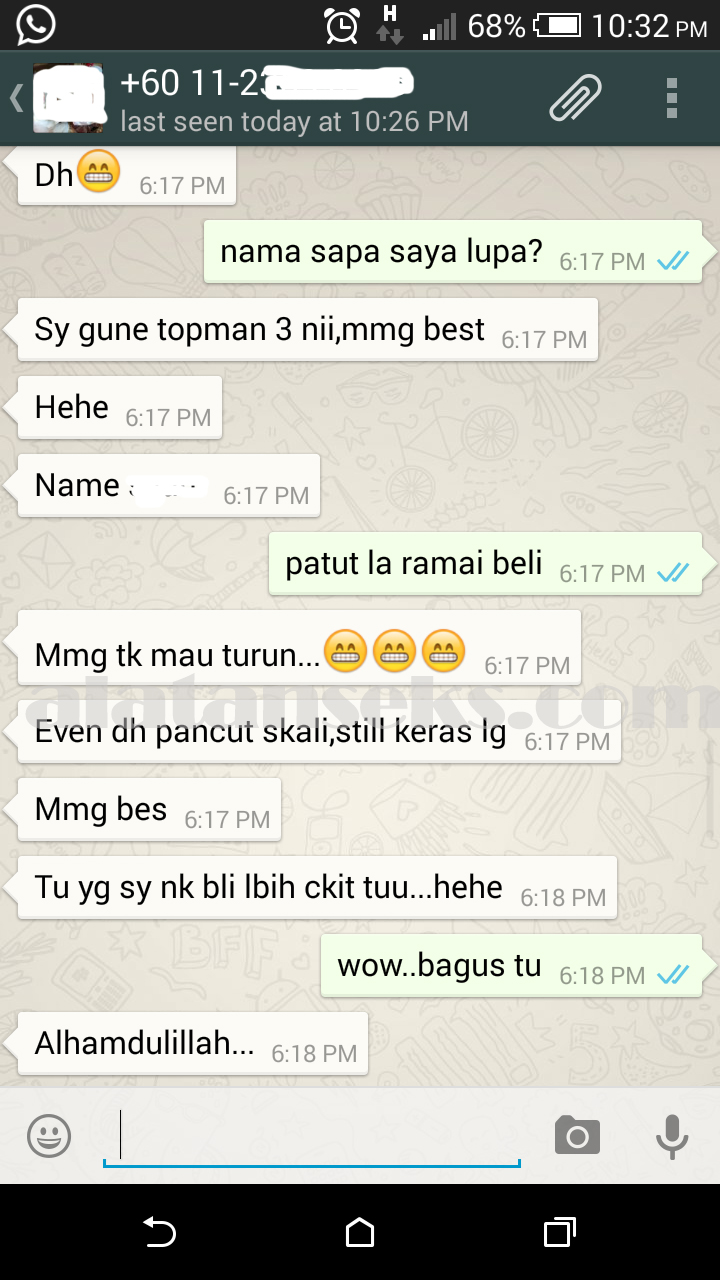 H
68% 10:32 PM
+60 11-23
last seen today at 10:26 PM
Dh😁 6:17 PM
nama sapa saya lupa? 6:17 PM
Sy gune topman 3 nii,mmg best 6:17 PM
Hehe 6:17 PM
Name 6:17 PM
patut la ramai beli 6:17 PM
Mmg tk mau turun...😁😁😁 6:17 PM
alatanseks.com
Even dh pancut skali,still keras lg 6:17 PM
Mmg bes 6:17 PM
Tu yg sy nk bli lbih ckit tuu...hehe 6:18 PM
wow..bagus tu 6:18 PM
Alhamdulillah... 6:18 PM